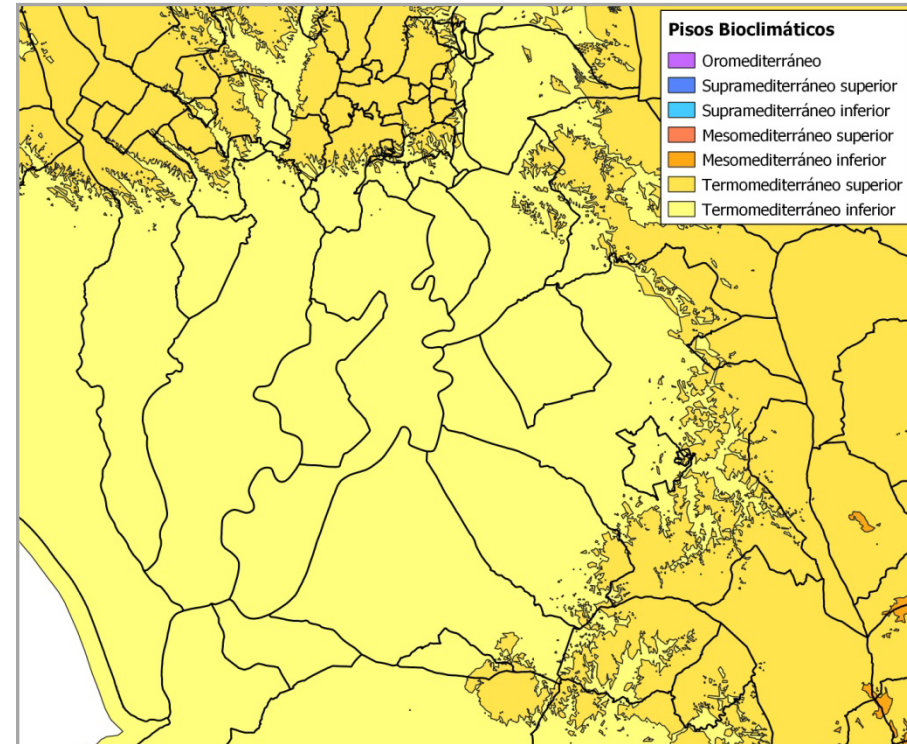 Pisos Bioclimáticos
Oromediterráneo
Supramediterráneo superior
Supramediterráneo inferior
Mesomediterráneo superior
Mesomediterráneo inferior
Termomediterráneo superior
Termomediterráneo inferior